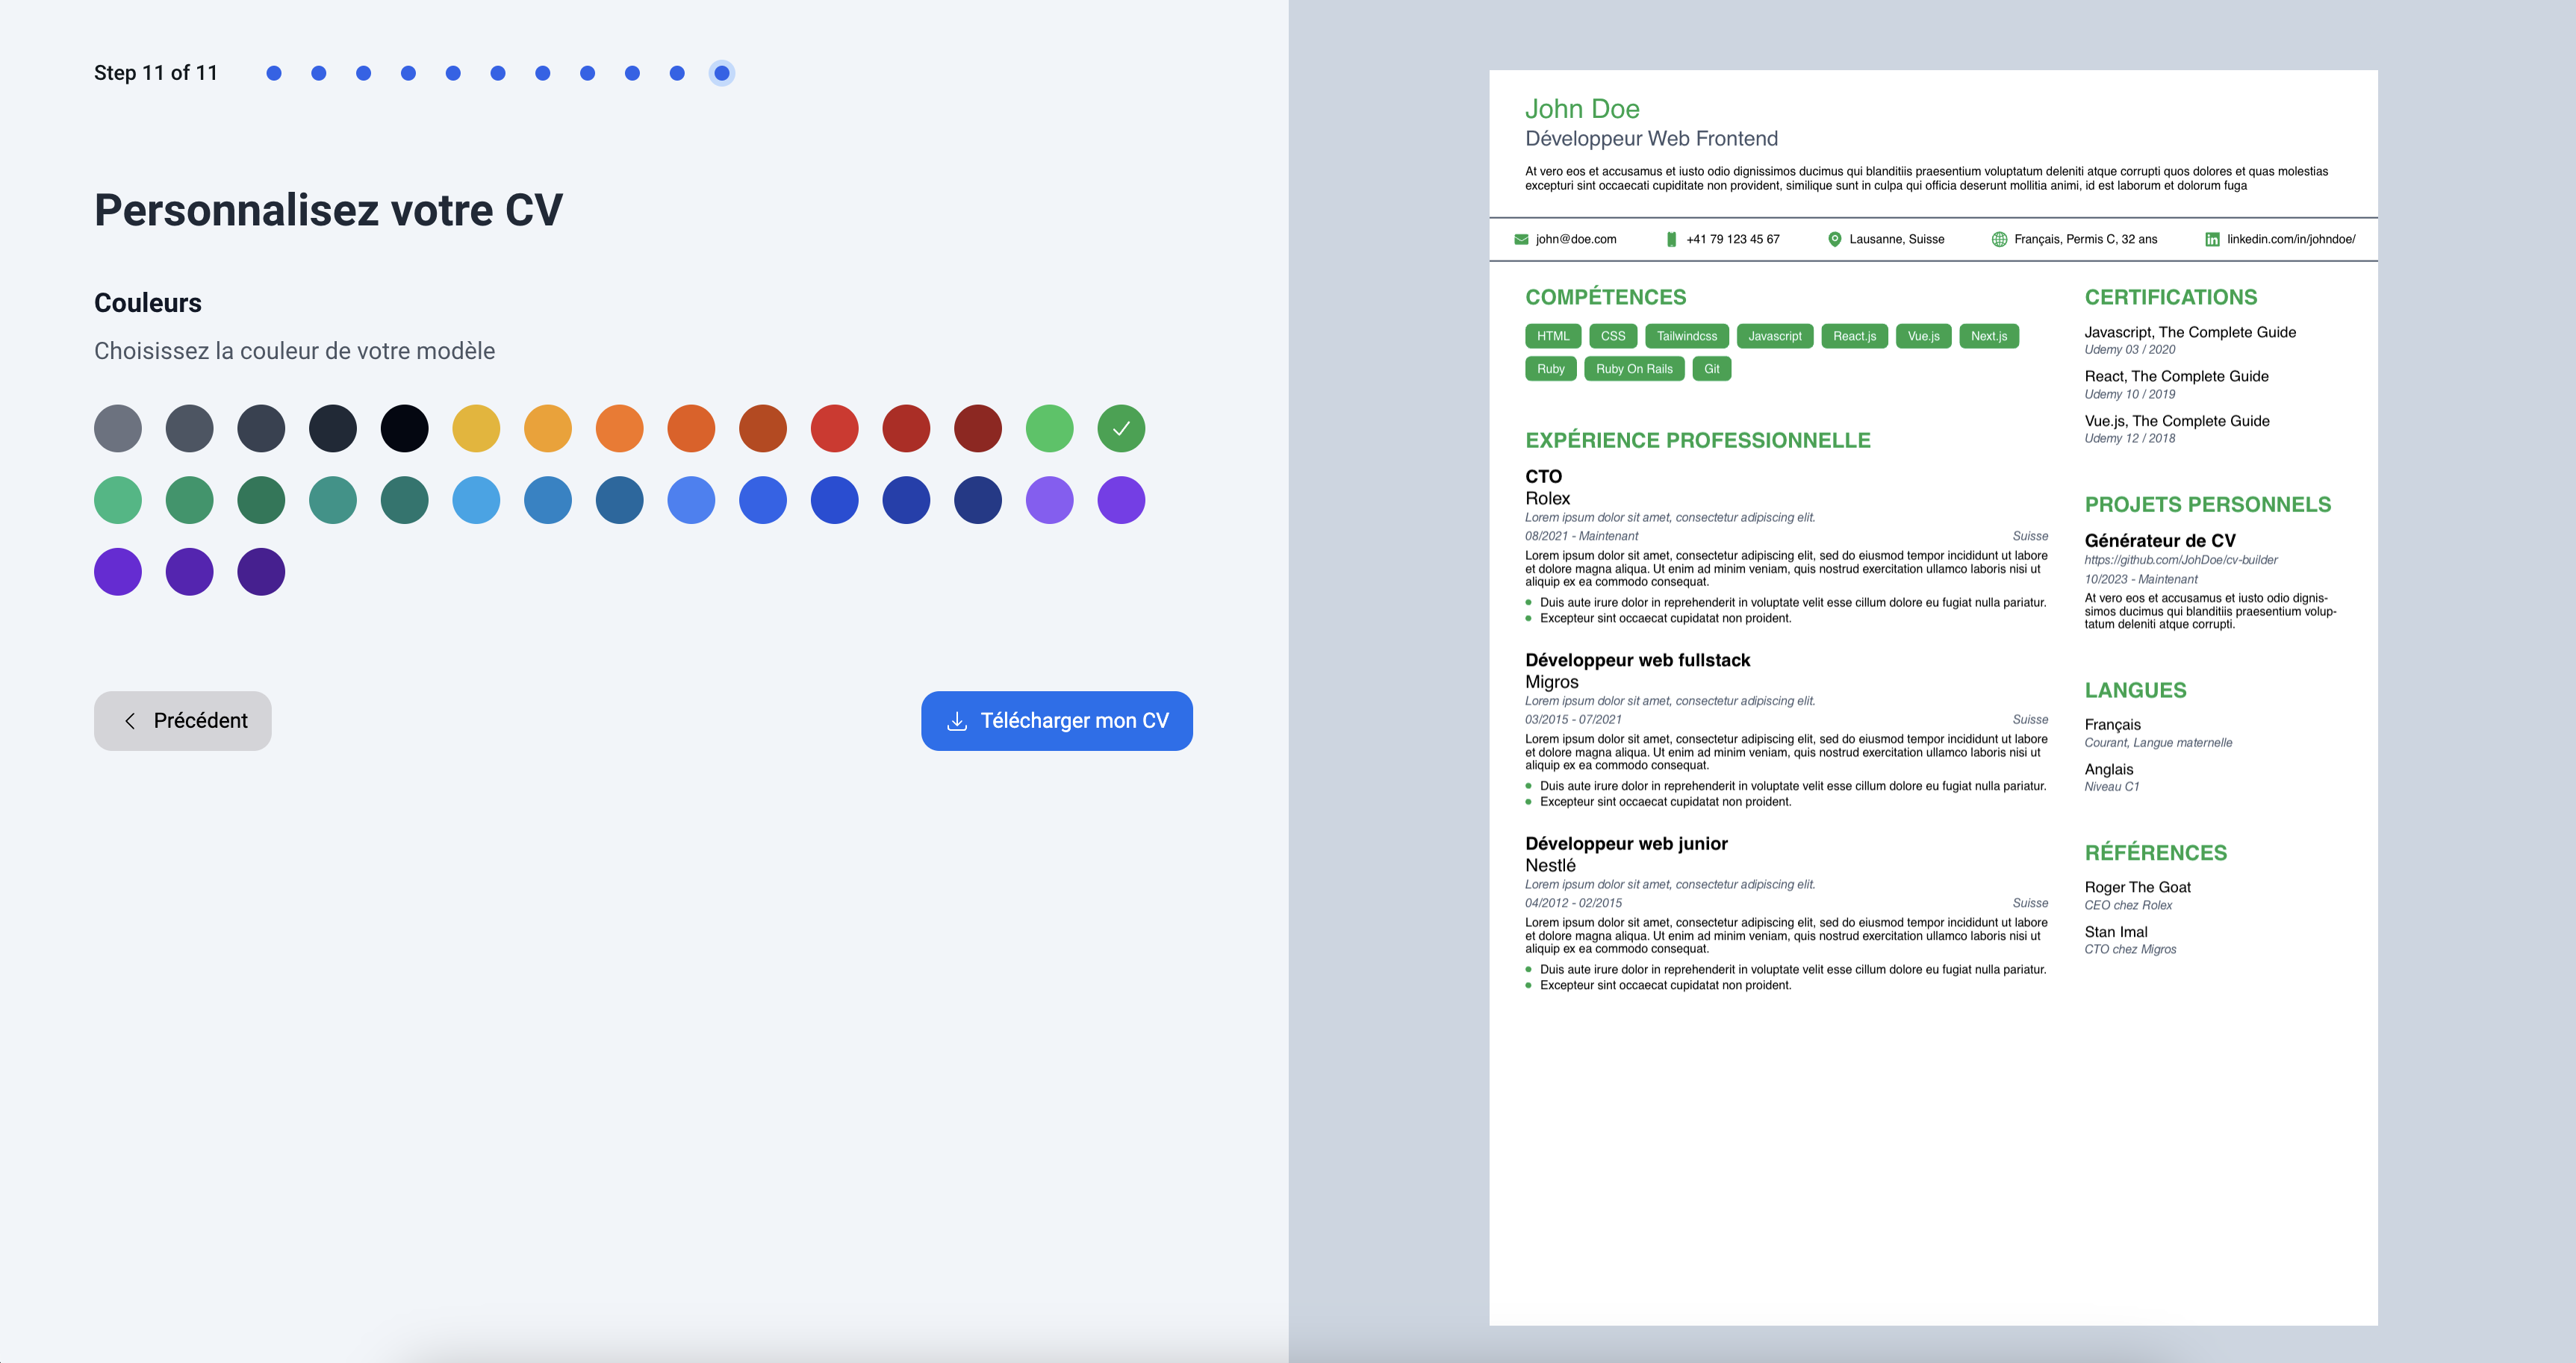 Step 11 of 11
Personnalisez votre CV
Couleurs
Choisissez la couleur de votre modèle
Précédent
Télécharger mon CV
John Doe
Développeur Web Frontend
At vero eos et accusamus et iusto odio dignissimos ducimus qui blanditiis praesentium voluptatum deleniti atque corrupti quos dolores et quas molestias
excepturi sint occaecati cupiditate non provident, similique sunt in culpa qui officia deserunt mollitia animi, id est laborum et dolorum fuga
john@doe.com +41 79 123 45 67 Lausanne, Suisse Français, Permis C, 32 ans linkedin.com/in/johndoe/
COMPÉTENCES
HTML CSS Tailwindcss Javascript React.js Vue.js Next.js
Ruby Ruby On Rails Git
EXPÉRIENCE PROFESSIONNELLE
CTO
Rolex
Lorem ipsum dolor sit amet, consectetur adipiscing elit.
08/2021 - Maintenant Suisse
Lorem ipsum dolor sit amet, consectetur adipiscing elit, sed do eiusmod tempor incididunt ut labore
et dolore magna aliqua. Ut enim ad minim veniam, quis nostrud exercitation ullamco laboris nisi ut
aliquip ex ea commodo consequat.
Duis aute irure dolor in reprehenderit in voluptate velit esse cillum dolore eu fugiat nulla pariatur.
Excepteur sint occaecat cupidatat non proident.
Développeur web fullstack
Migros
Lorem ipsum dolor sit amet, consectetur adipiscing elit.
03/2015 - 07/2021 Suisse
Lorem ipsum dolor sit amet, consectetur adipiscing elit, sed do eiusmod tempor incididunt ut labore
et dolore magna aliqua. Ut enim ad minim veniam, quis nostrud exercitation ullamco laboris nisi ut
aliquip ex ea commodo consequat.
Duis aute irure dolor in reprehenderit in voluptate velit esse cillum dolore eu fugiat nulla pariatur.
Excepteur sint occaecat cupidatat non proident.
Développeur web junior
Nestlé
Lorem ipsum dolor sit amet, consectetur adipiscing elit.
04/2012 - 02/2015 Suisse
Lorem ipsum dolor sit amet, consectetur adipiscing elit, sed do eiusmod tempor incididunt ut labore
et dolore magna aliqua. Ut enim ad minim veniam, quis nostrud exercitation ullamco laboris nisi ut
aliquip ex ea commodo consequat.
Duis aute irure dolor in reprehenderit in voluptate velit esse cillum dolore eu fugiat nulla pariatur.
Excepteur sint occaecat cupidatat non proident.
CERTIFICATIONS
Javascript, The Complete Guide
Udemy 03 / 2020
React, The Complete Guide
Udemy 10 / 2019
Vue.js, The Complete Guide
Udemy 12 / 2018
PROJETS PERSONNELS
Générateur de CV
https://github.com/JohDoe/cv-builder
10/2023 - Maintenant
At vero eos et accusamus et iusto odio dignis-
simos ducimus qui blanditiis praesentium volup-
tatum deleniti atque corrupti.
LANGUES
Français
Courant, Langue maternelle
Anglais
Niveau C1
RÉFÉRENCES
Roger The Goat
CEO chez Rolex
Stan Imal
CTO chez Migros